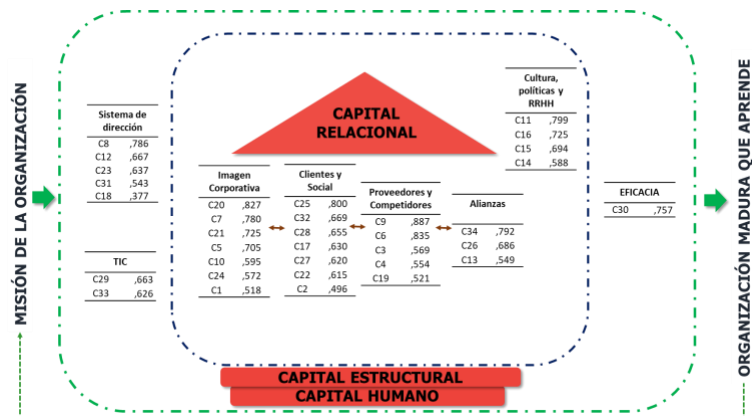 MISIÓN DE LA ORGANIZACIÓN
Sistema de
dirección
C8 ,786
C12 ,667
C23 ,637
C31 ,543
C18 ,377
TIC
C29 ,663
C33 ,626
CAPITAL
RELACIONAL
Imagen
Corporativa
C20 ,827
C7 ,780
C21 ,725
C5 ,705
C10 ,595
C24 ,572
C1 ,518
Clientes y
Social
C25 ,800
C32 ,669
C28 ,655
C17 ,630
C27 ,620
C22 ,615
C2 ,496
Proveedores y
Competidores
C9 ,887
C6 ,835
C3 ,569
C4 ,554
C19 ,521
Alianzas
C34 ,792
C26 ,686
C13 ,549
Cultura,
políticas y
RRHH
C11 ,799
C16 ,725
C15 ,694
C14 ,588
EFICACIA
C30 ,757
ORGANIZACIÓN MADURA QUE APRENDE
CAPITAL ESTRUCTURAL
CAPITAL HUMANO